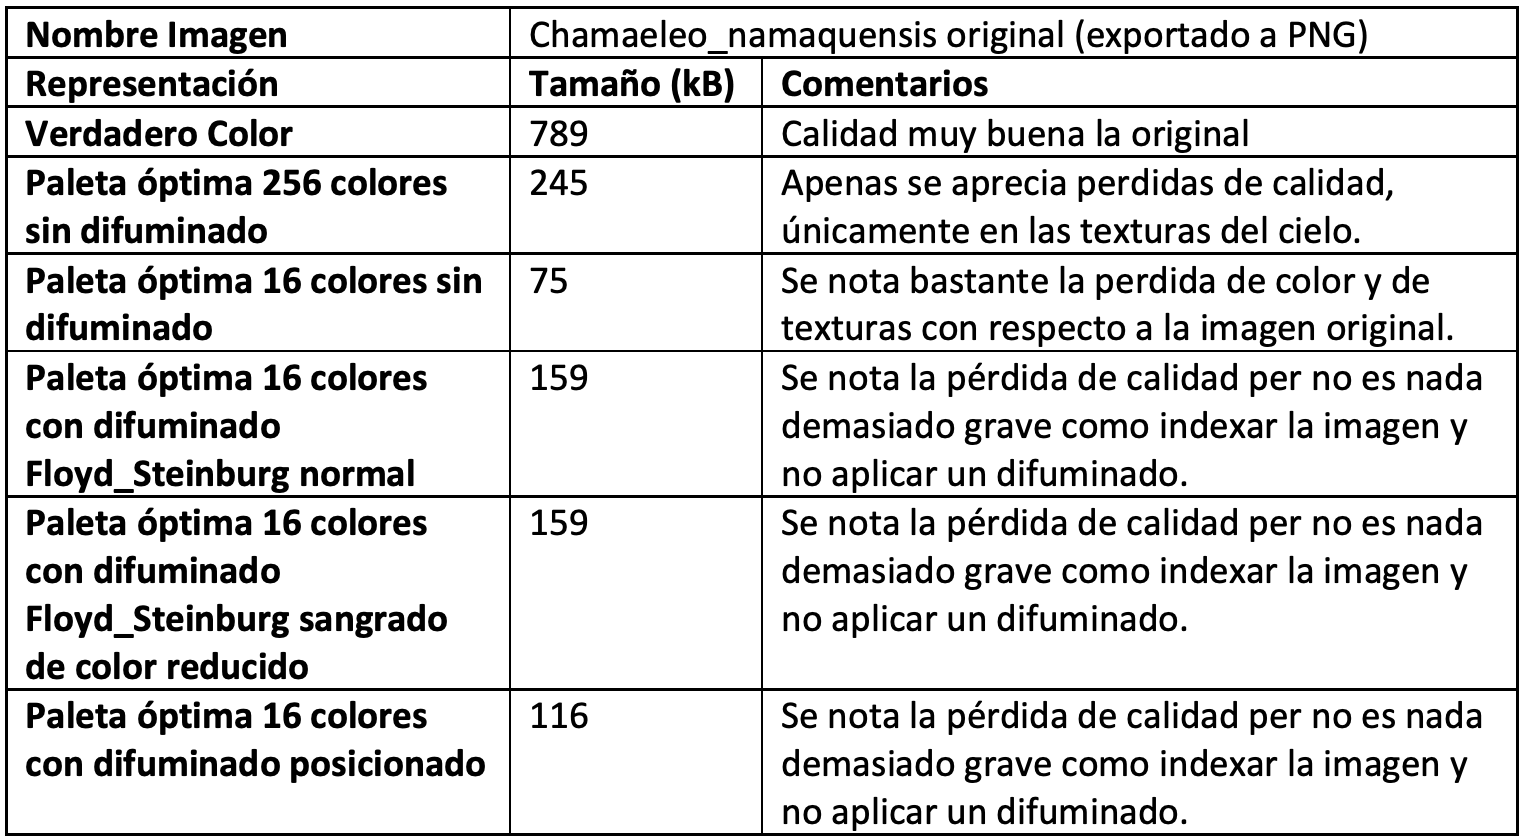 Nombre Imagen Chamaeleo_namaquensis original (exportado a PNG)
Representación Tamaño (kB) Comentarios
Verdadero Color 789 Calidad muy buena la original
Paleta óptima 256 colores 245 Apenas se aprecia perdidas de calidad,
sin difuminado únicamente en las texturas del cielo.
Paleta óptima 16 colores sin 75 Se nota bastante la perdida de color y de
difuminado texturas con respecto a la imagen original.
Paleta óptima 16 colores 159 Se nota la pérdida de calidad per no es nada
con difuminado demasiado grave como indexar la imagen y
Floyd_Steinburg normal no aplicar un difuminado.
Paleta óptima 16 colores 159 Se nota la pérdida de calidad per no es nada
con difuminado demasiado grave como indexar la imagen y
Floyd_Steinburg sangrado no aplicar un difuminado.
de color reducido
Paleta óptima 16 colores 116 Se nota la pérdida de calidad per no es nada
con difuminado posicionado demasiado grave como indexar la imagen y
no aplicar un difuminado.